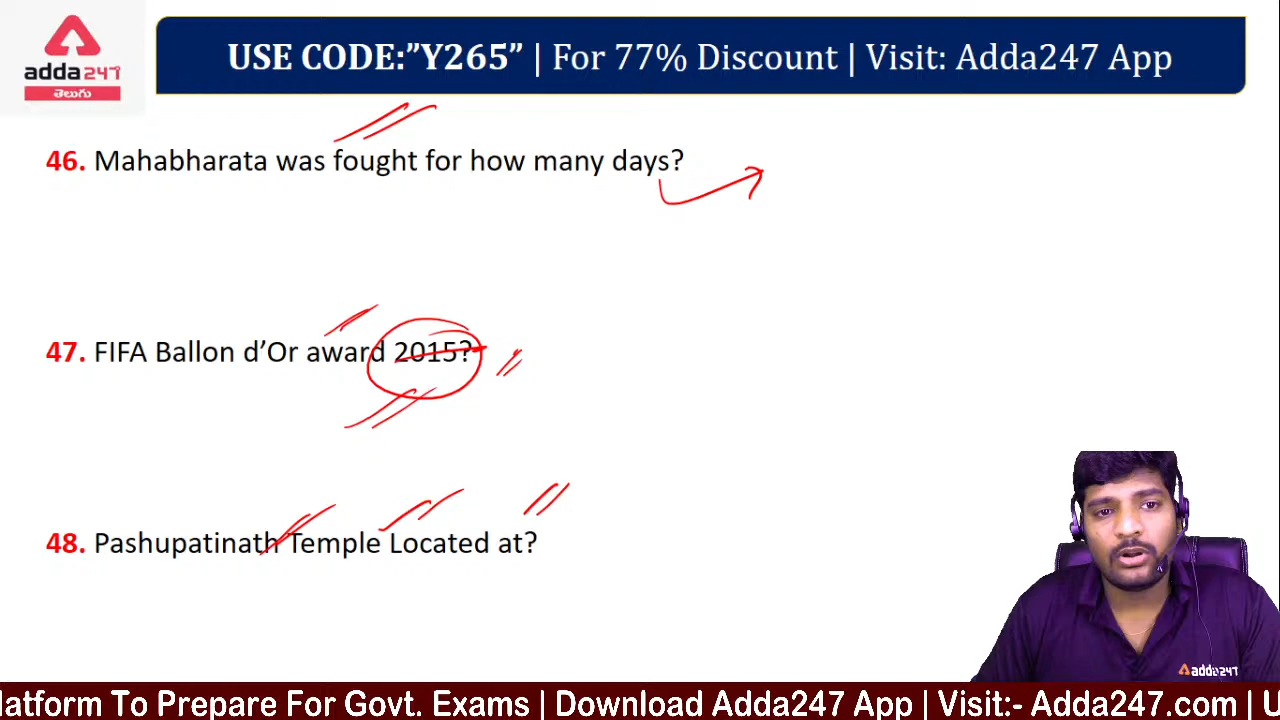 adda247
తెలుగు
USE CODE:”Y265” | For 77% Discount | Visit: Adda247 App
46. Mahabharata was fought for how many days?
47. FIFA Ballon d’Or award 2015?
48. Pashupatinath Temple Located at?
adda247
latform To Prepare For Govt. Exams | Download Adda247 App | Visit:- Adda247.com | U